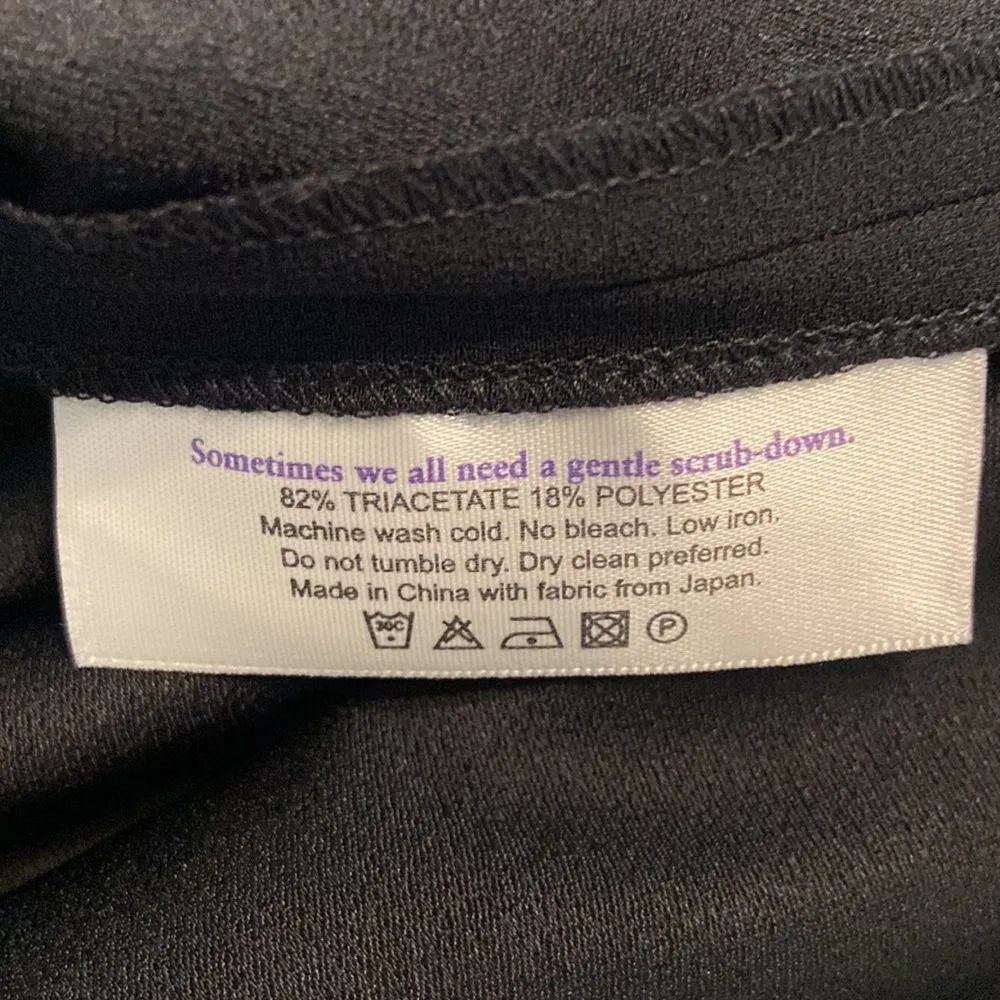 Sometimes we all need a gentle scrub-down.
82% TRIACETATE 18% POLYESTER
Machine wash cold. No bleach. Low iron.
Do not tumble dry. Dry clean preferred.
Made in China with fabric from Japan.
30C P